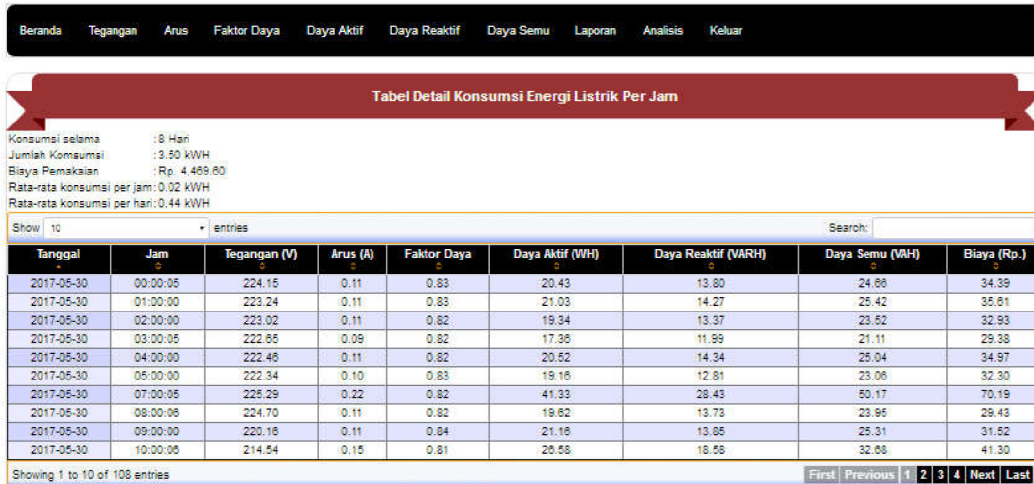 Beranda Tegangan Arus Faktor Daya Daya Aktif Daya Reaktif Daya Semu Laporan Analisis Keluar
Tabel Detail Konsumsi Energi Listrik Per Jam
Konsumsi selama :8 Hari
Jumlah Komsumsi :3.50 kWH
Biaya Pemakaian :Rp. 4.469.60
Rata-rata konsumsi per jam:0.02 kWH
Rata-rata konsumsi per hari:0.44 kWH
Show 10 entries Search:
Tanggal Jam Tegangan (V) Arus (A) Faktor Daya Daya Aktif (WH) Daya Reaktif (VARH) Daya Semu (VAH) Biaya (Rp.)
2017-05-30 00:00:05 224.15 0.11 0.83 20.43 13.80 24.66 34.39
2017-05-30 01:00:00 223.24 0.11 0.83 21.03 14.27 25.42 35.61
2017-05-30 02:00:00 223.02 0.11 0.82 19.34 13.37 23.52 32.93
2017-05-30 03:00:05 222.65 0.09 0.82 17.36 11.99 21.11 29.38
2017-05-30 04:00:00 222.46 0.11 0.82 20.52 14.34 25.04 34.97
2017-05-30 05:00:00 222.34 0.10 0.83 19.16 12.81 23.06 32.30
2017-05-30 07:00:05 225.29 0.22 0.82 41.33 28.43 50.17 70.19
2017-05-30 08:00:06 224.70 0.11 0.82 19.62 13.73 23.95 29.43
2017-05-30 09:00:00 220.16 0.11 0.84 21.16 13.85 25.31 31.52
2017-05-30 10:00:06 214.54 0.15 0.81 26.58 18.58 32.68 41.30
Showing 1 to 10 of 108 entries First Previous 1 2 3 4 Next Last